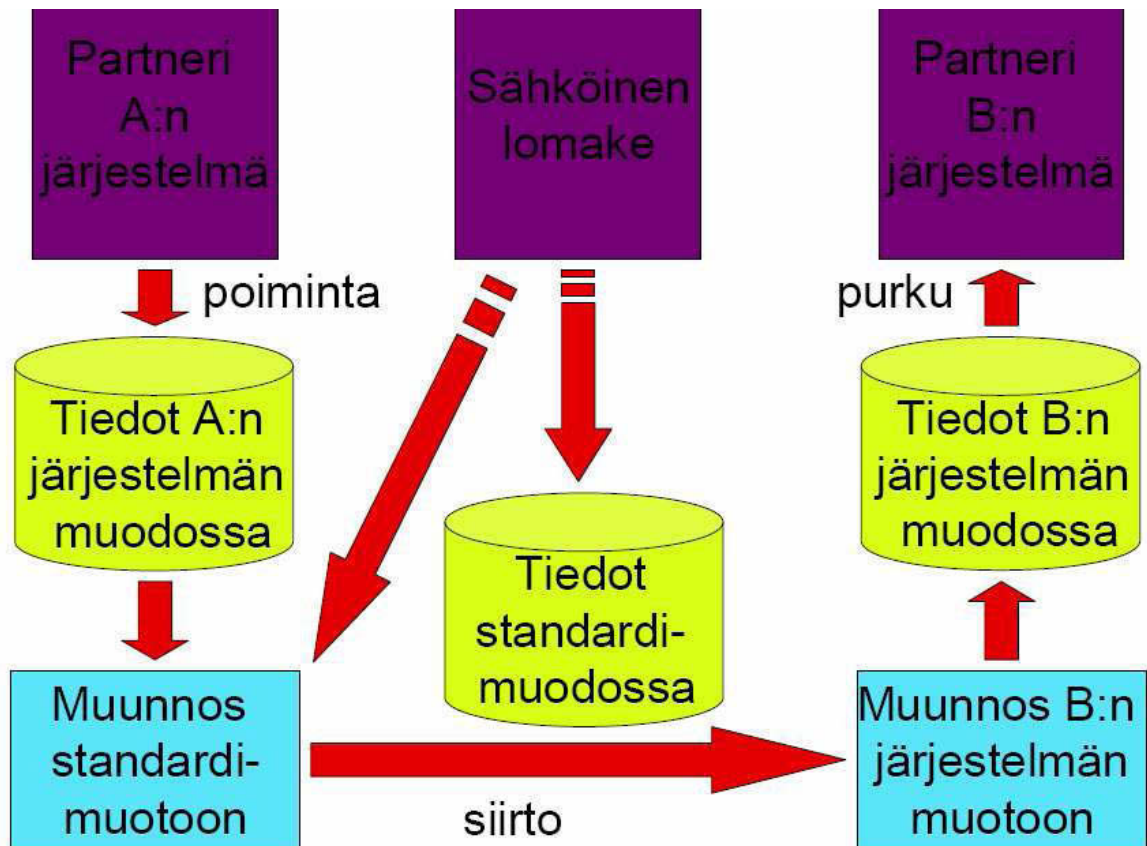 Partneri
A:n
järjestelmä
Sähköinen
lomake
Partneri
B:n
järjestelmä
poiminta
purku
Tiedot A:n
järjestelmän
muodossa
Tiedot
standardi-
muodossa
Tiedot B:n
järjestelmän
muodossa
Muunnos
standardi-
muotoon
siirto
Muunnos B:n
järjestelmän
muotoon